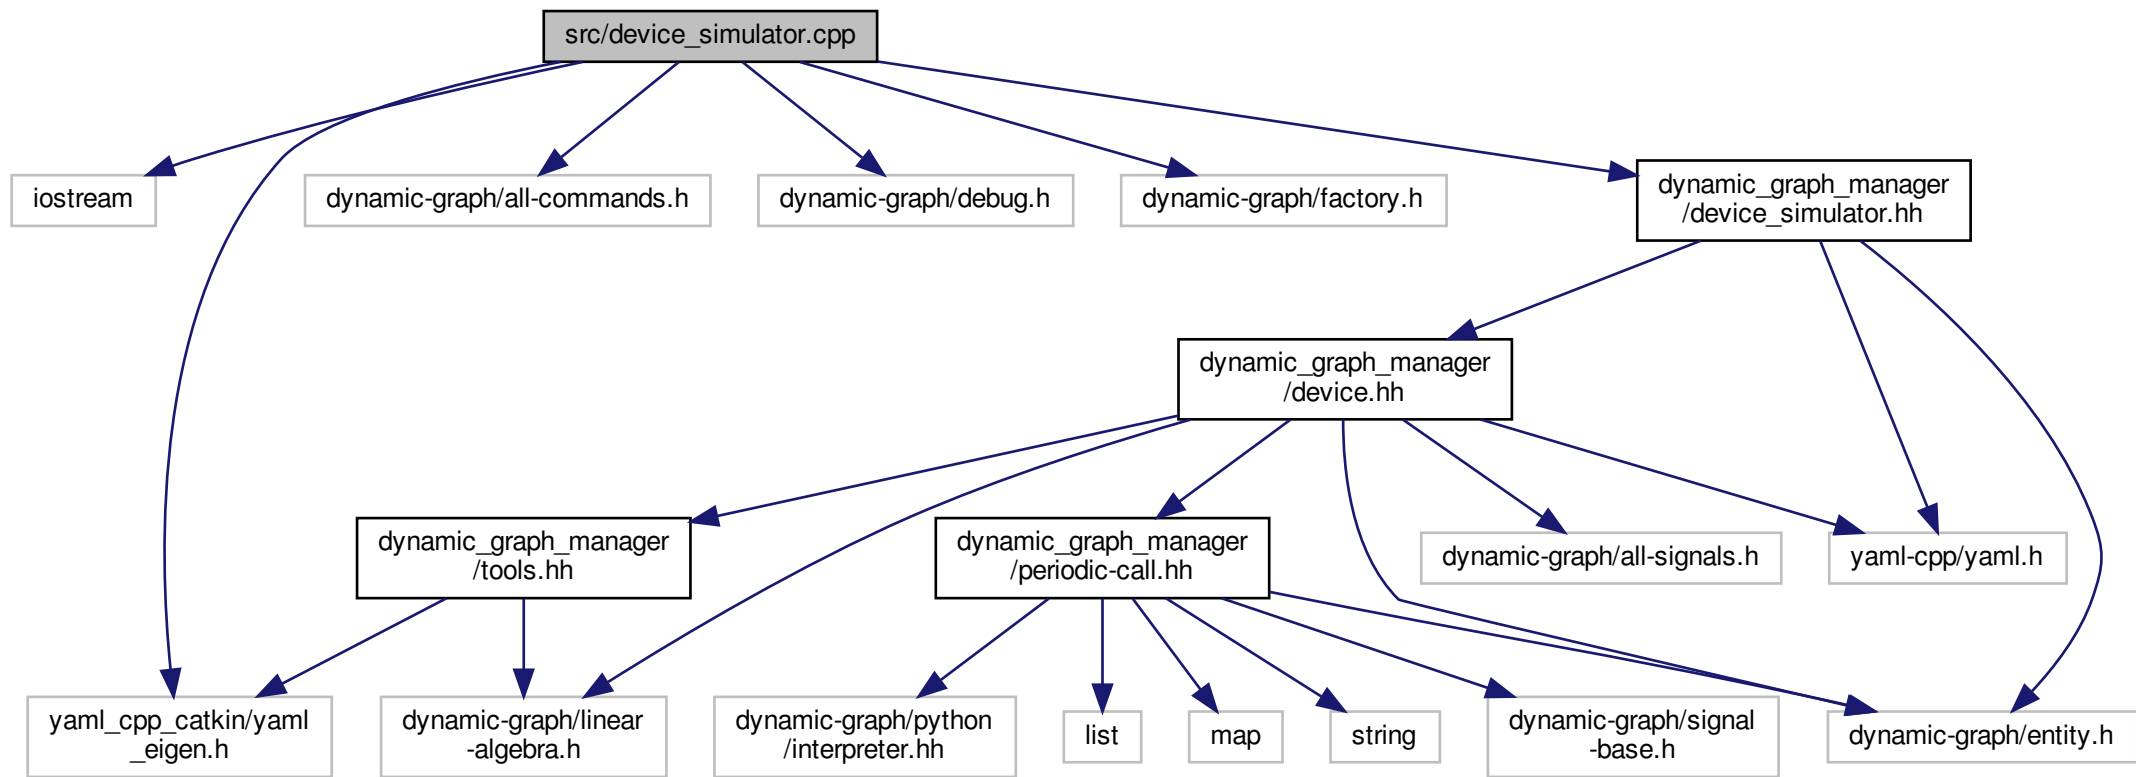 src/device_simulator.cpp
iostream
dynamic-graph/all-commands.h
dynamic-graph/debug.h
dynamic-graph/factory.h
dynamic_graph_manager
/device_simulator.hh
dynamic_graph_manager
/device.hh
dynamic_graph_manager
/tools.hh
dynamic_graph_manager
/periodic-call.hh
dynamic-graph/all-signals.h
yaml-cpp/yaml.h
yaml_cpp_catkin/yaml
_eigen.h
dynamic-graph/linear
-algebra.h
dynamic-graph/python
/interpreter.hh
list
map
string
dynamic-graph/signal
-base.h
dynamic-graph/entity.h